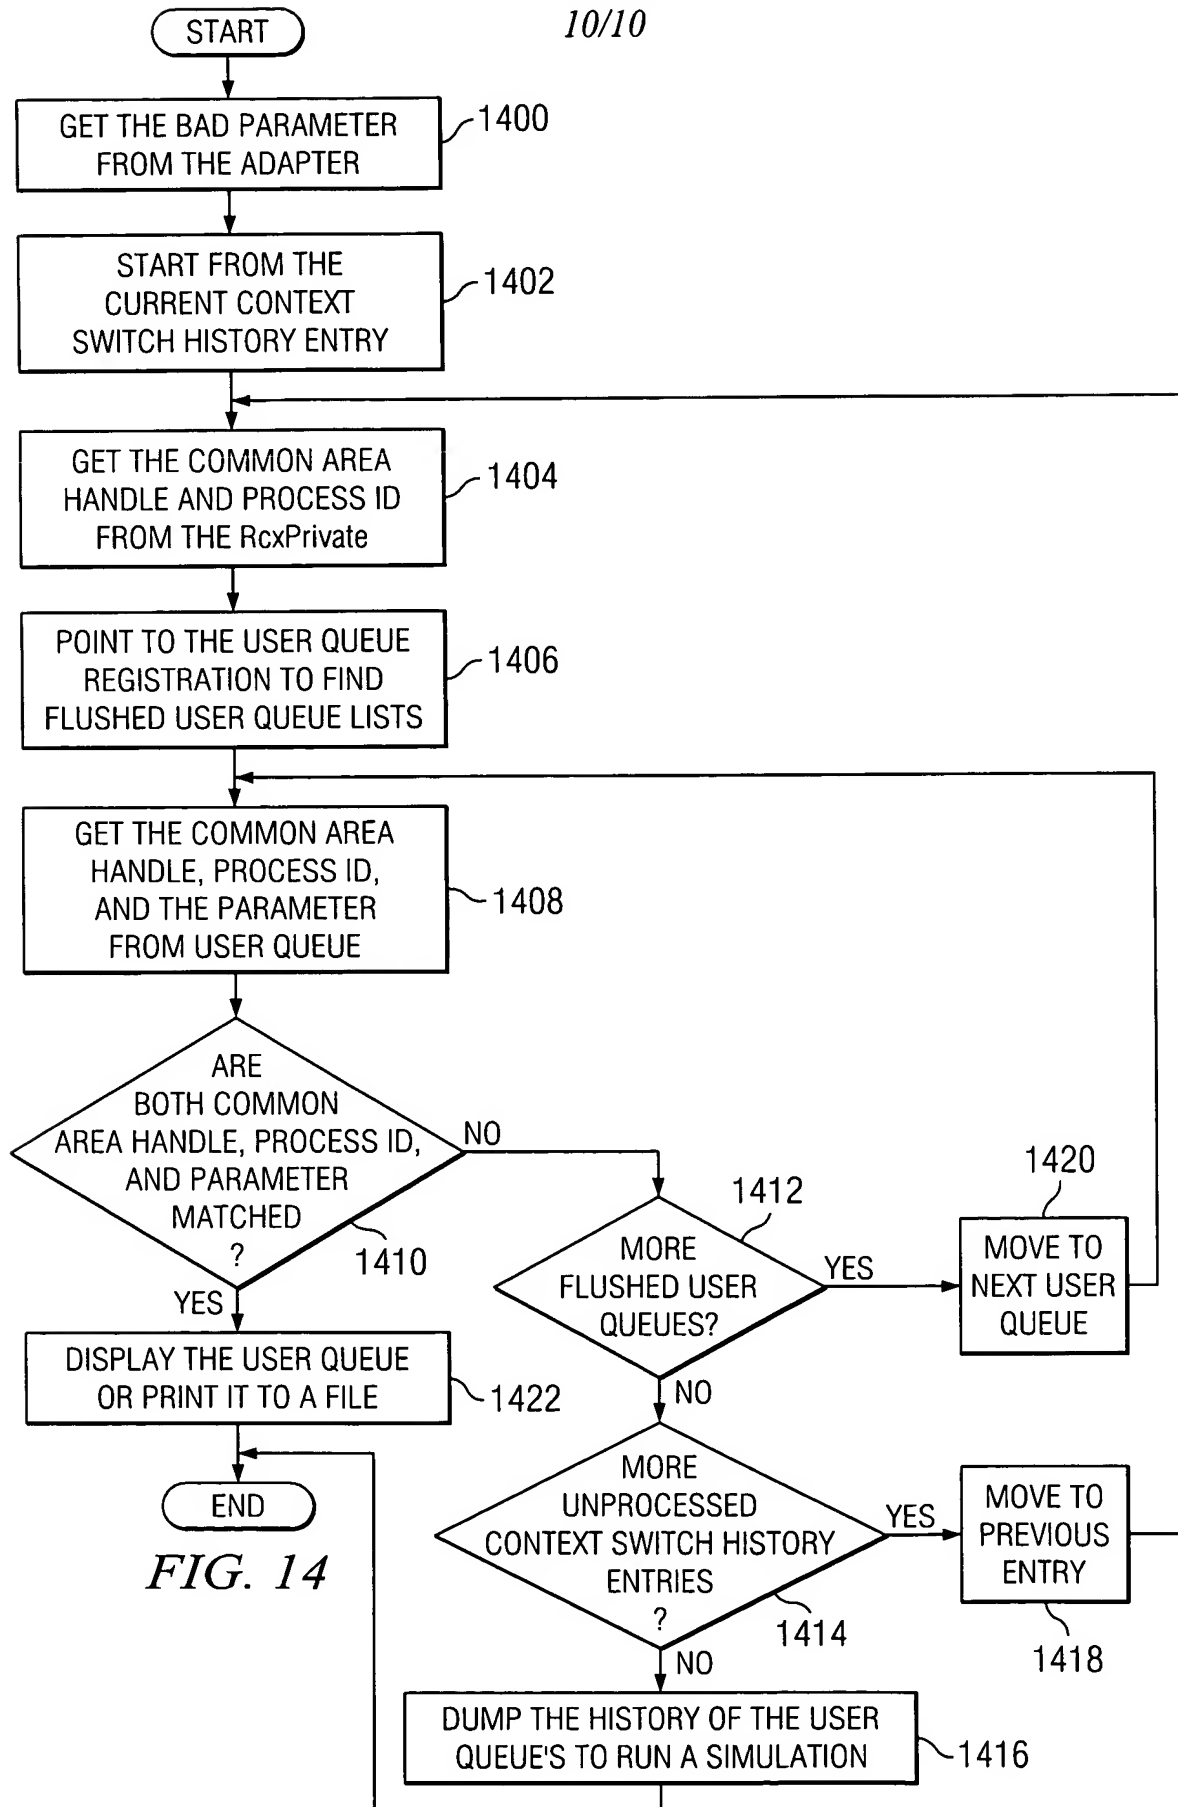 10/10
START
GET THE BAD PARAMETER
FROM THE ADAPTER
1400
START FROM THE
CURRENT CONTEXT
SWITCH HISTORY ENTRY
1402
GET THE COMMON AREA
HANDLE AND PROCESS ID
FROM THE RcxPrivate
1404
POINT TO THE USER QUEUE
REGISTRATION TO FIND
FLUSHED USER QUEUE LISTS
1406
GET THE COMMON AREA
HANDLE, PROCESS ID,
AND THE PARAMETER
FROM USER QUEUE
1408
ARE
BOTH COMMON
AREA HANDLE, PROCESS ID,
AND PARAMETER
MATCHED
?
1410
NO
YES
MORE
FLUSHED USER
QUEUES?
1412
YES
NO
MOVE TO
NEXT USER
QUEUE
1420
DISPLAY THE USER QUEUE
OR PRINT IT TO A FILE
1422
END
MORE
UNPROCESSED
CONTEXT SWITCH HISTORY
ENTRIES
?
1414
YES
NO
MOVE TO
PREVIOUS
ENTRY
1418
DUMP THE HISTORY OF THE USER
QUEUE'S TO RUN A SIMULATION
1416
FIG. 14